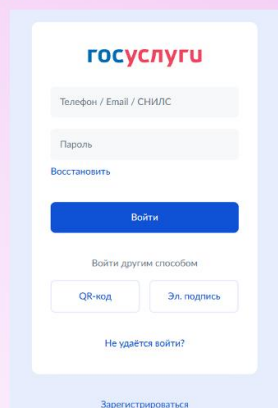 госуслуги
Телефон / Email / СНИЛС
Пароль
Восстановить
Войти
Войти другим способом
QR-код
Эл. подпись
Не удаётся войти?
Зарегистрироваться